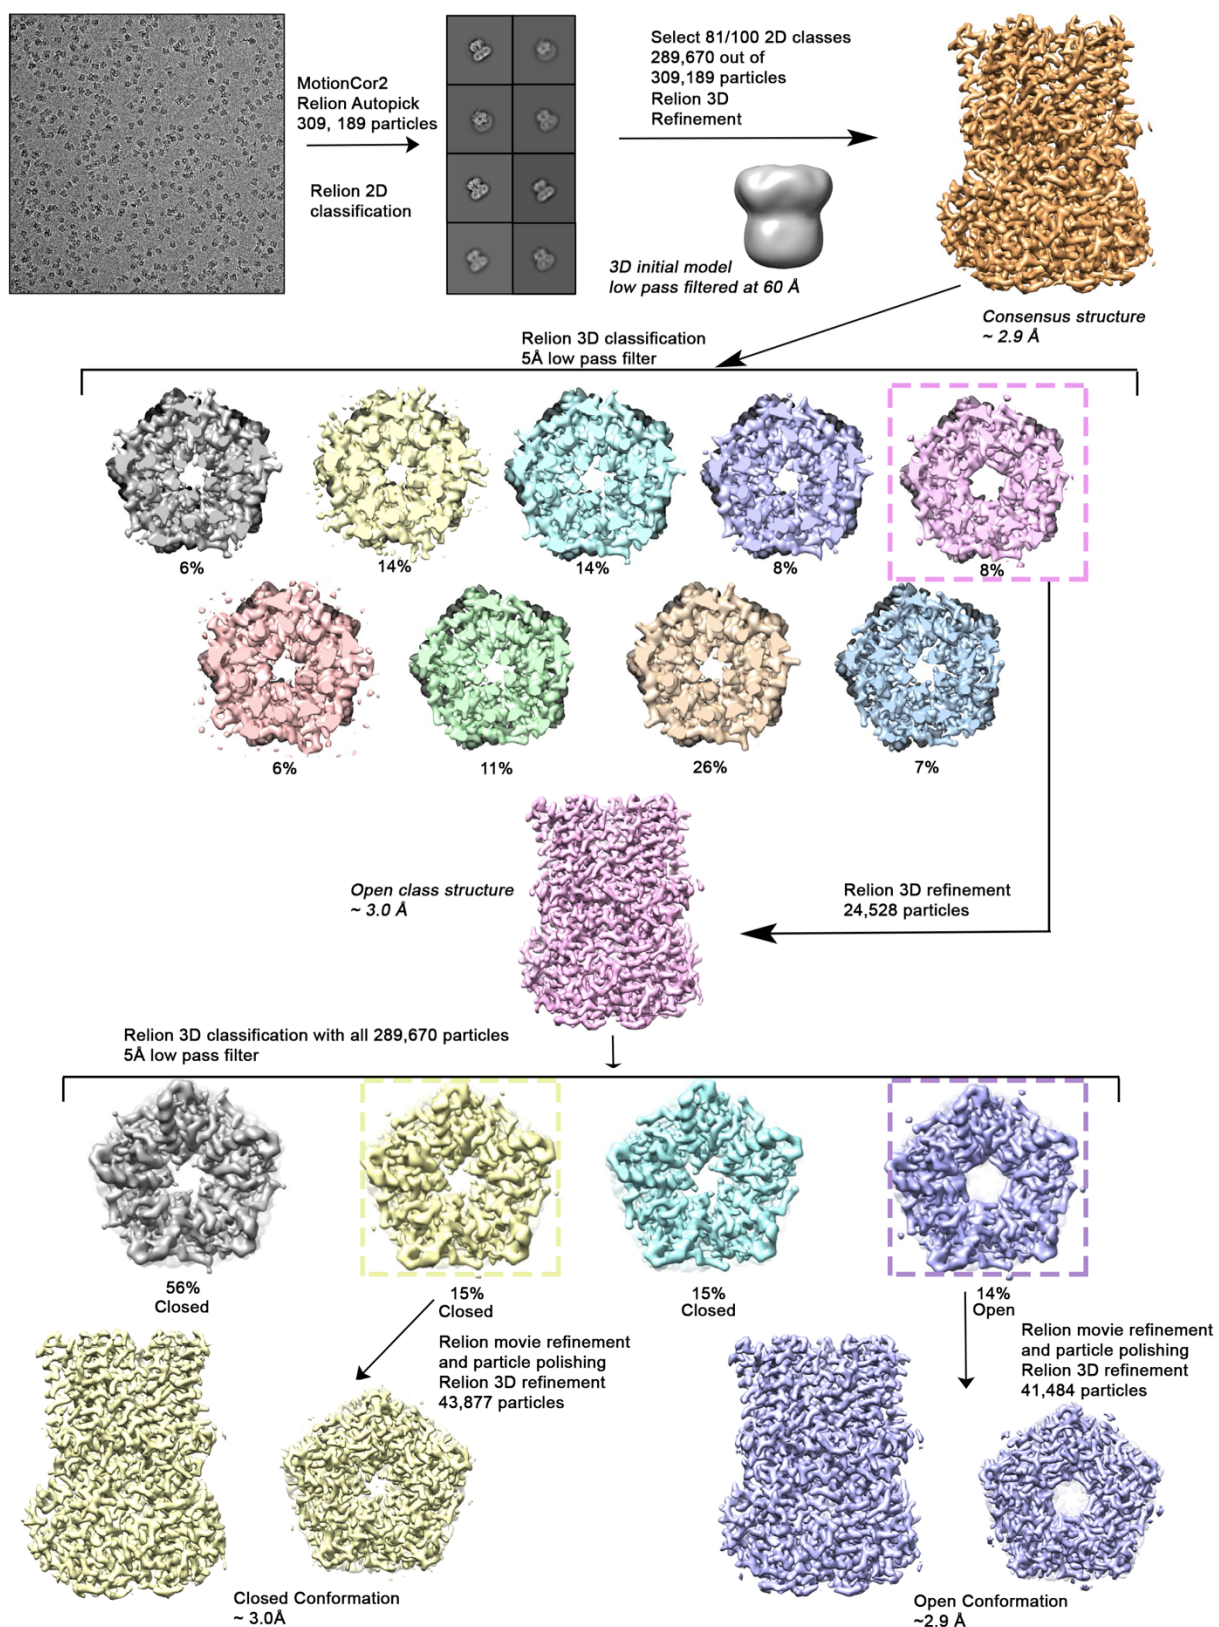 MotionCor2
Relion Autopick
309, 189 particles
Relion 2D
classification
Select 81/100 2D classes
289,670 out of
309,189 particles
Relion 3D
Refinement
3D initial model
low pass filtered at 60 Å
Consensus structure
~ 2.9 Å
Relion 3D classification
5Å low pass filter
6%
14%
14%
8%
8%
6%
11%
26%
7%
Open class structure
~ 3.0 Å
Relion 3D refinement
24,528 particles
Relion 3D classification with all 289,670 particles
5Å low pass filter
56%
Closed
15%
Closed
15%
Closed
14%
Open
Relion movie refinement
and particle polishing
Relion 3D refinement
43,877 particles
Relion movie refinement
and particle polishing
Relion 3D refinement
41,484 particles
Closed Conformation
~ 3.0Å
Open Conformation
~2.9 Å